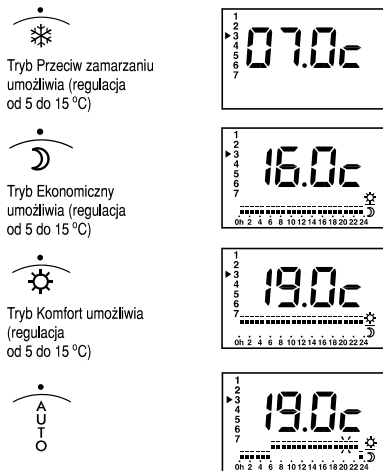 1
2
3
4
5
6
7
07.0c
Tryb Przeciw zamarzaniu
umożliwia (regulacja
od 5 do 15 ºC)
1
2
3
4
5
6
7
16.0c
0h 2 4 6 8 10 12 14 16 18 20 22 24
Tryb Ekonomiczny
umożliwia (regulacja
od 5 do 15 ºC)
1
2
3
4
5
6
7
19.0c
0h 2 4 6 8 10 12 14 16 18 20 22 24
Tryb Komfort umożliwia
(regulacja
od 5 do 15 ºC)
A
U
T
O
1
2
3
4
5
6
7
19.0c
0h 2 4 6 8 10 12 14 16 18 20 22 24